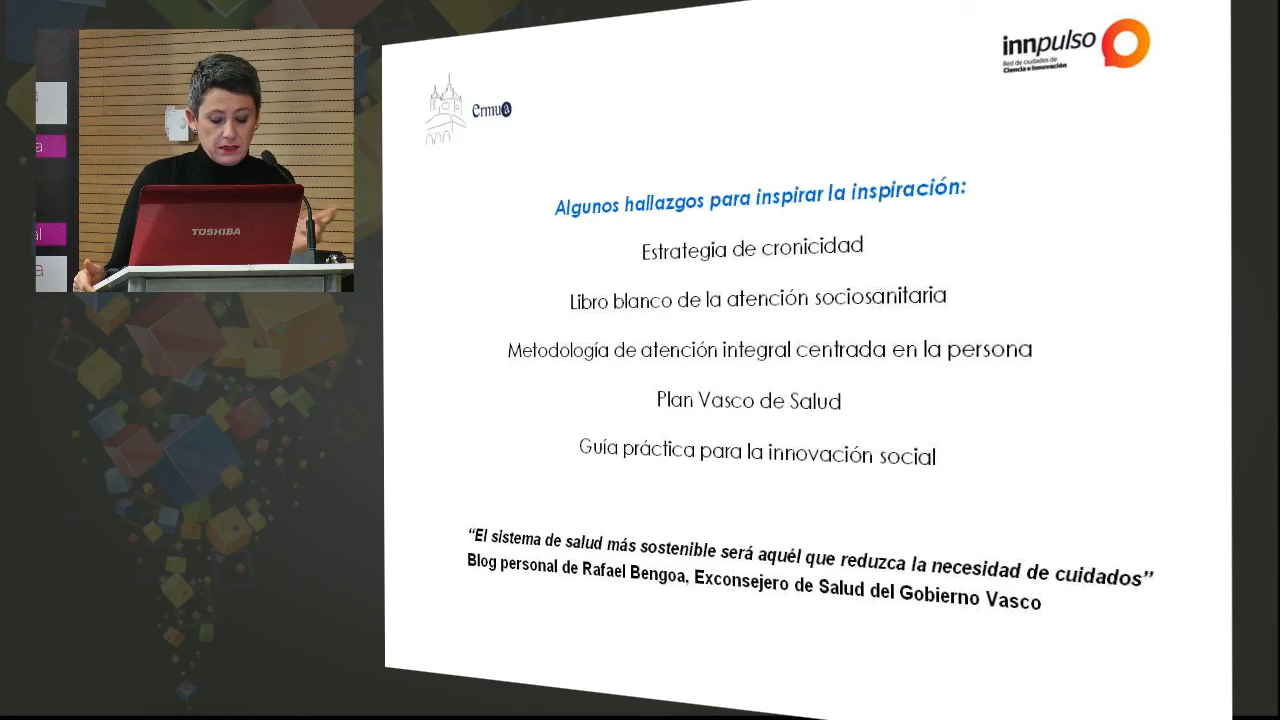 TOSHIBA
a
al
a
ermua
innpulso
Red de ciudades de
Ciencia e Innovación
Algunos hallazgos para inspirar la inspiración:
Estrategia de cronicidad
Libro blanco de la atención sociosanitaria
Metodología de atención integral centrada en la persona
Plan Vasco de Salud
Guía práctica para la innovación social
“El sistema de salud más sostenible será aquél que reduzca la necesidad de cuidados”
Blog personal de Rafael Bengoa, Exconsejero de Salud del Gobierno Vasco